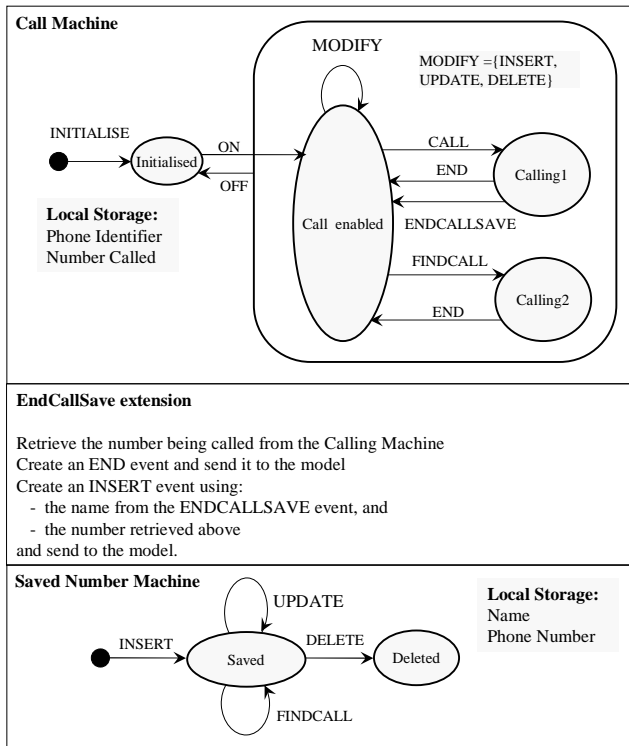 Call Machine
MODIFY
MODIFY ={INSERT,
UPDATE, DELETE}
INITIALISE
Initialised
ON
OFF
Call enabled
CALL
END
Calling1
ENDCALLSAVE
FINDCALL
Calling2
END
Local Storage:
Phone Identifier
Number Called
EndCallSave extension
Retrieve the number being called from the Calling Machine
Create an END event and send it to the model
Create an INSERT event using:
- the name from the ENDCALLSAVE event, and
- the number retrieved above
and send to the model.
Saved Number Machine
UPDATE
Local Storage:
Name
Phone Number
INSERT
Saved
DELETE
Deleted
FINDCALL